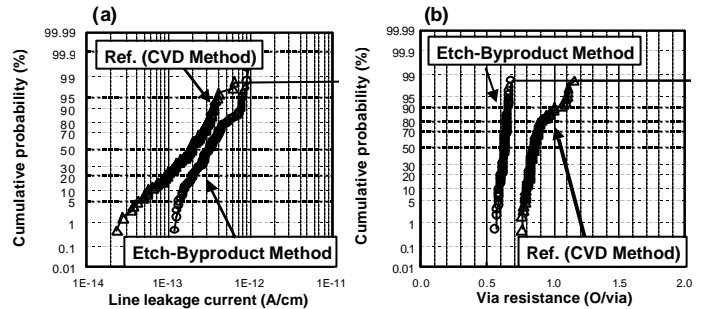 (a)
Cumulative probability (%)
99.99
99.9
99
95
90
80
70
50
30
20
10
5
1
0.1
0.01
Ref. (CVD Method)
Etch-Byproduct Method
1E-14 1E-13 1E-12 1E-11
Line leakage current (A/cm)
(b)
Cumulative probability (%)
99.99
99.9
99
95
90
80
70
50
30
20
10
5
1
0.1
0.01
Etch-Byproduct Method
Ref. (CVD Method)
0.0 0.5 1.0 1.5 2.0
Via resistance (O/via)